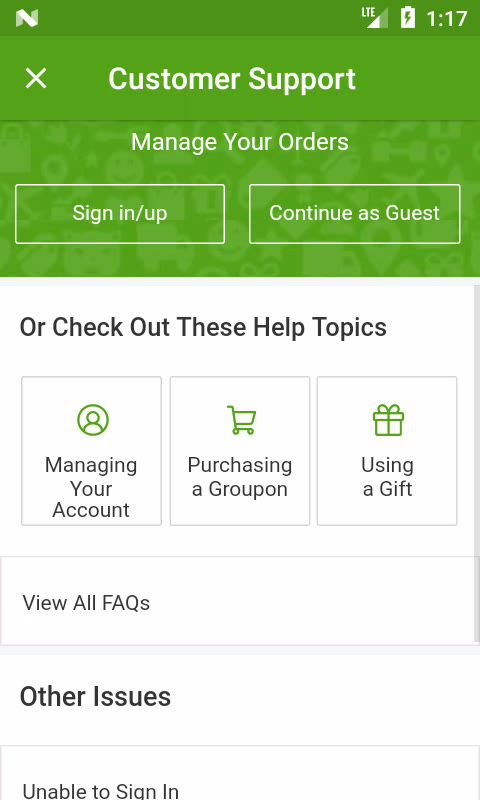 LTE 1:17
Customer Support
Manage Your Orders
Sign in/up
Continue as Guest
Or Check Out These Help Topics
Managing
Your
Account
Purchasing
a Groupon
Using
a Gift
View All FAQs
Other Issues
Unable to Sign In